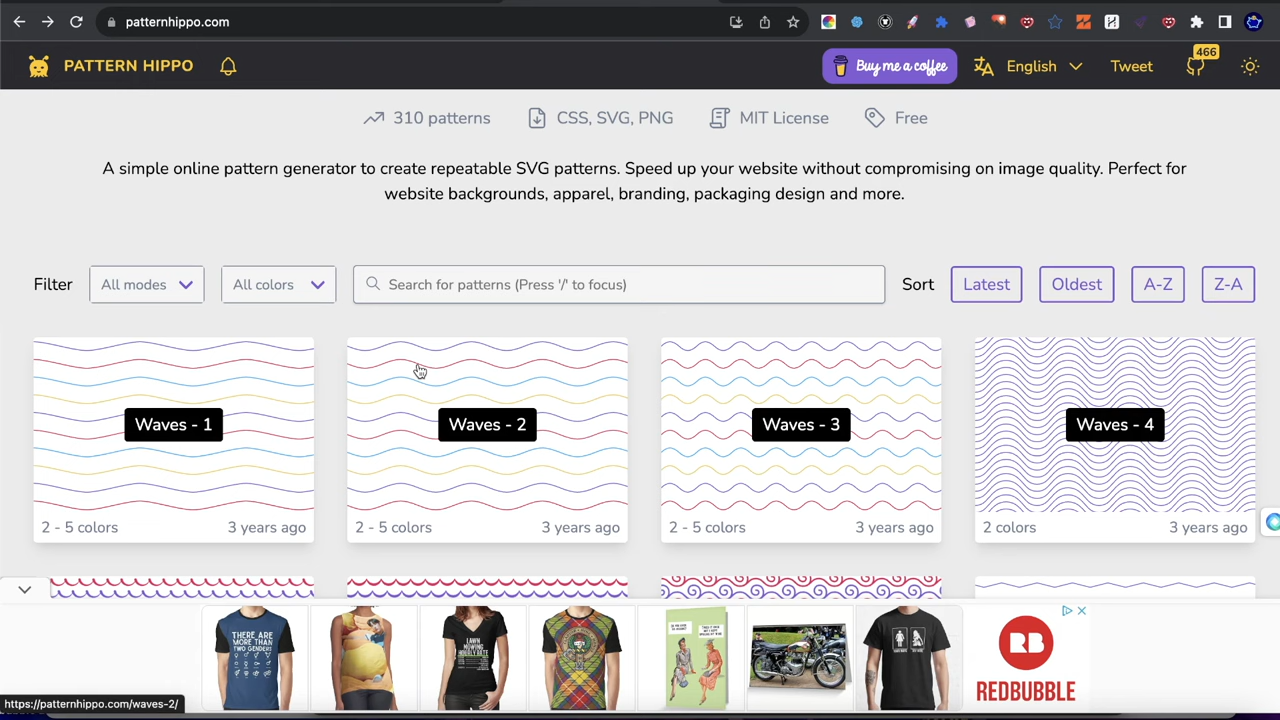 patternhippo.com
PATTERN HIPPO
Buy me a coffee
English
Tweet
466
310 patterns
CSS, SVG, PNG
MIT License
Free
A simple online pattern generator to create repeatable SVG patterns. Speed up your website without compromising on image quality. Perfect for
website backgrounds, apparel, branding, packaging design and more.
Filter
All modes
All colors
Search for patterns (Press '/' to focus)
Sort
Latest
Oldest
A-Z
Z-A
Waves - 1
Waves - 2
Waves - 3
Waves - 4
2 - 5 colors
3 years ago
2 - 5 colors
3 years ago
2 - 5 colors
3 years ago
2 colors
3 years ago
THERE ARE
MORE THAN
TWO GENDERS
LAWN
MOWING
HOURLY RATE
RB
REDBUBBLE
https://patternhippo.com/waves-2/